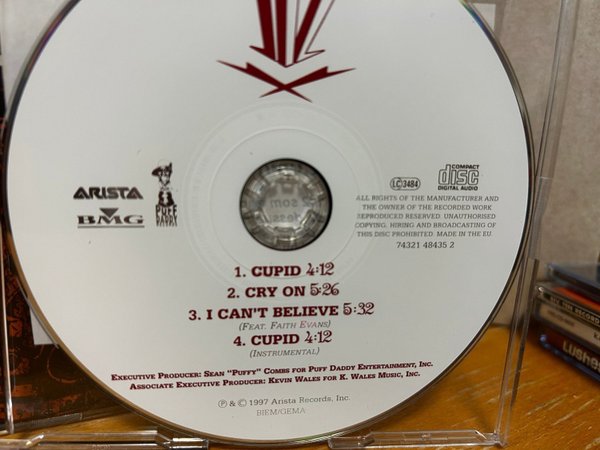 ARISTA
BMG
PUFF
DADDY
RECORDS
LC 3484
COMPACT
disc
DIGITAL AUDIO
ALL RIGHTS OF THE MANUFACTURER AND
THE OWNER OF THE RECORDED WORK
REPRODUCED RESERVED. UNAUTHORISED
COPYING, HIRING AND BROADCASTING OF
THIS DISC PROHIBITED. MADE IN THE EU.
74321 48435 2
1. CUPID 4:12
2. CRY ON 5:26
3. I CAN'T BELIEVE 5:32
(FEAT. FAITH EVANS)
4. CUPID 4:12
(INSTRUMENTAL)
EXECUTIVE PRODUCER: SEAN "PUFFY" COMBS FOR PUFF DADDY ENTERTAINMENT, INC.
ASSOCIATE EXECUTIVE PRODUCER: KEVIN WALES FOR K. WALES MUSIC, INC.
℗ & © 1997 Arista Records, Inc.
BIEM/GEMA